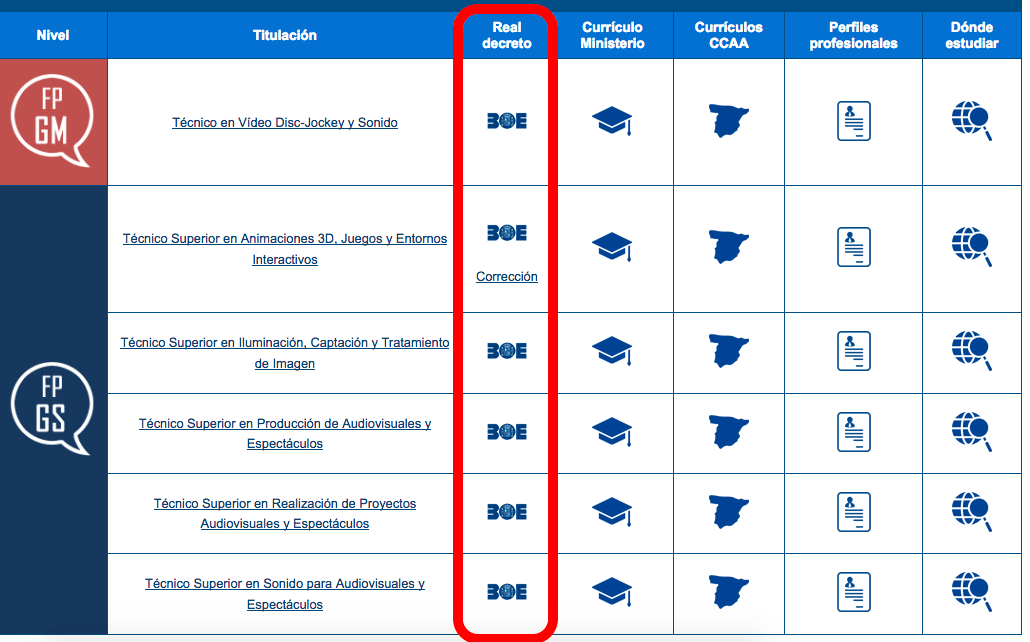 Nivel
Titulación
Real
decreto
Currículo
Ministerio
Currículos
CCAA
Perfiles
profesionales
Dónde
estudiar
FP
GM
Técnico en Vídeo Disc-Jockey y Sonido
BOE
FP
GS
Técnico Superior en Animaciones 3D, Juegos y Entornos
Interactivos
BOE
Corrección
Técnico Superior en Iluminación, Captación y Tratamiento
de Imagen
BOE
Técnico Superior en Producción de Audiovisuales y
Espectáculos
BOE
Técnico Superior en Realización de Proyectos
Audiovisuales y Espectáculos
BOE
Técnico Superior en Sonido para Audiovisuales y
Espectáculos
BOE